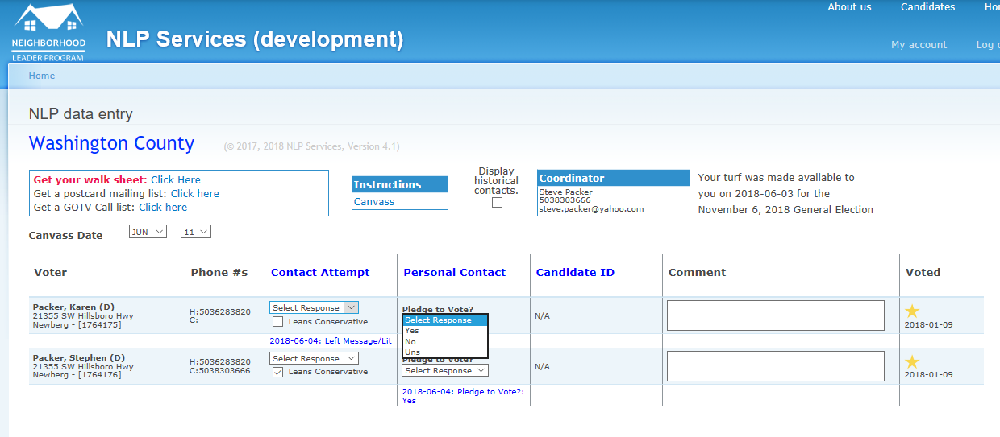 About us Candidates
NEIGHBORHOOD
LEADER PROGRAM
NLP Services (development)
My account Log
Home
NLP data entry
Washington County (© 2017, 2018 NLP Services, Version 4.1)
Get your walk sheet: Click Here
Get a postcard mailing list: Click here
Get a GOTV Call list: Click here
Instructions
Canvass
Display
historical
contacts.
Coordinator
Steve Packer
5038303666
steve.packer@yahoo.com
Your turf was made available to
you on 2018-06-03 for the
November 6, 2018 General Election
Canvass Date JUN 11
Voter Phone #s Contact Attempt Personal Contact Candidate ID Comment Voted
Packer, Karen (D)
21355 SW Hillsboro Hwy
Newberg - [1764175]
H:5036283820
C:
Select Response
Leans Conservative
2018-06-04: Left Message/Lit
Pledge to Vote?
Select Response
Yes
No
Uns
N/A
2018-01-09
Packer, Stephen (D)
21355 SW Hillsboro Hwy
Newberg - [1764176]
H:5036283820
C:5038303666
Select Response
Leans Conservative
Pledge to Vote?
Select Response
2018-06-04: Pledge to Vote?:
Yes
N/A
2018-01-09